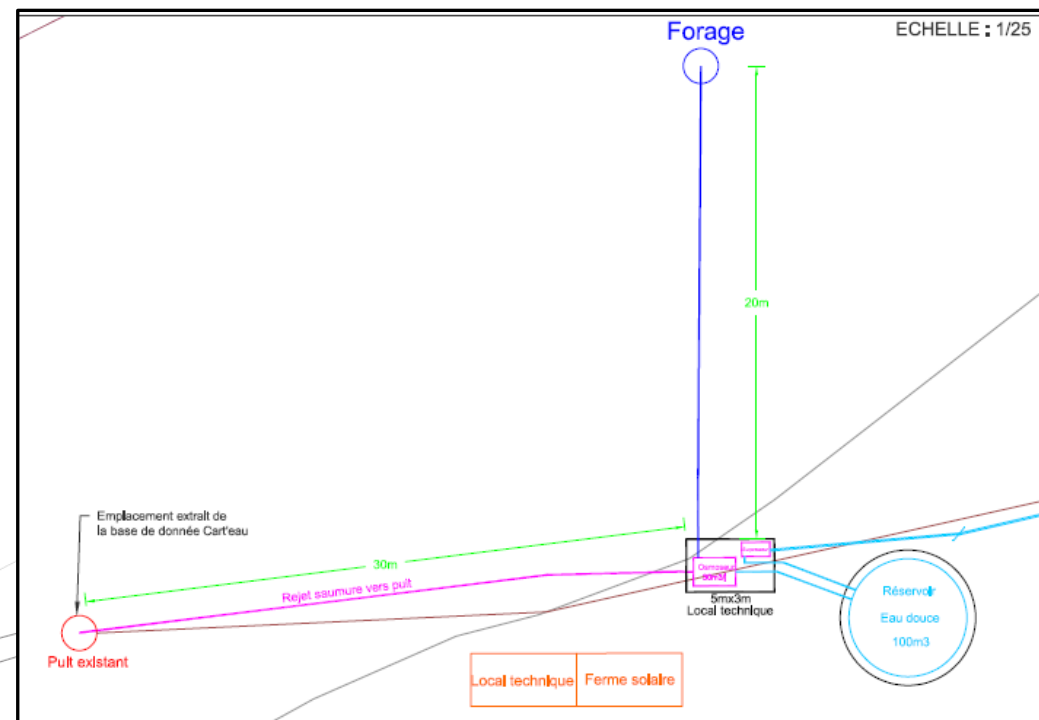 Forage
ECHELLE : 1/25
20m
Emplacement extrait de
la base de donnée Cart'eau
30m
Rejet saumure vers puit
Osmoseur
5mx3m
Local technique
Réservoir
Eau douce
100m3
Puit existant
Local technique
Ferme solaire